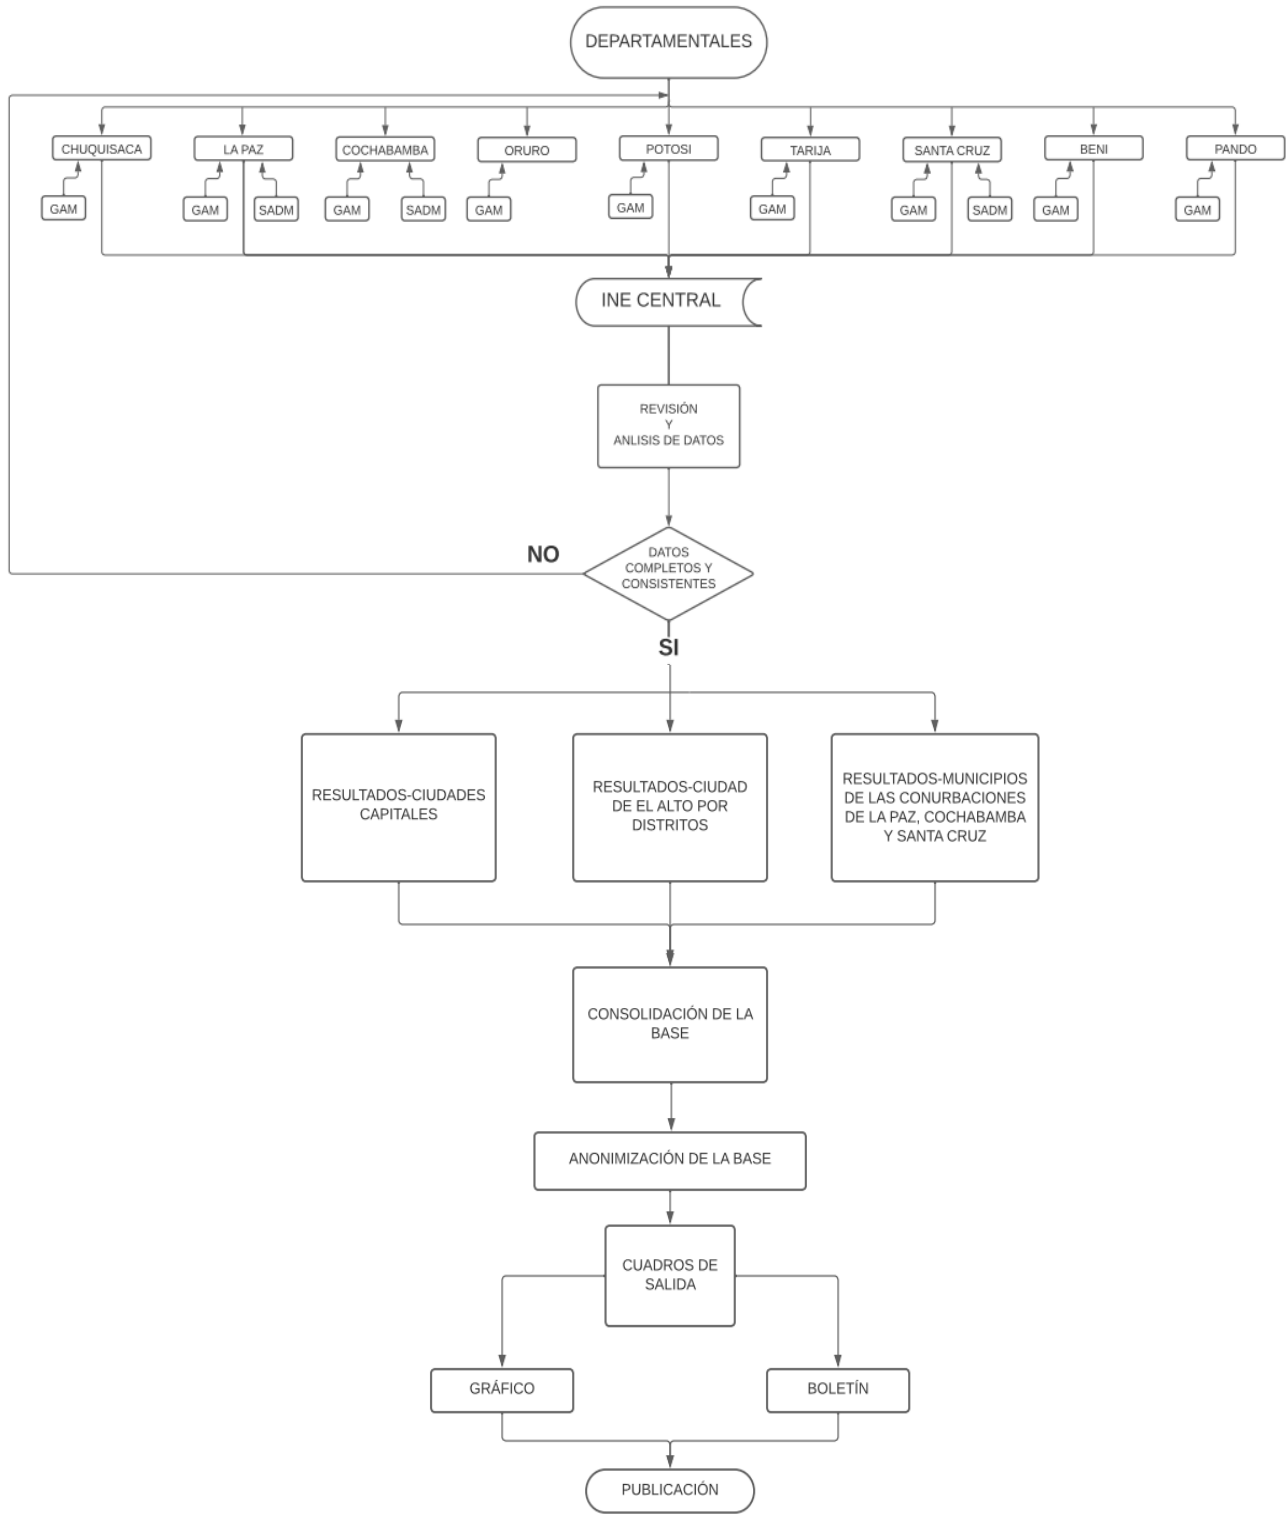 DEPARTAMENTALES
CHUQUISACA
LA PAZ
COCHABAMBA
ORURO
POTOSI
TARIJA
SANTA CRUZ
BENI
PANDO
GAM
GAM
SADM
GAM
SADM
GAM
GAM
GAM
GAM
SADM
GAM
GAM
INE CENTRAL
REVISIÓN
Y
ANLISIS DE DATOS
DATOS
COMPLETOS Y
CONSISTENTES
NO
SI
RESULTADOS-CIUDADES
CAPITALES
RESULTADOS-CIUDAD
DE EL ALTO POR
DISTRITOS
RESULTADOS-MUNICIPIOS
DE LAS CONURBACIONES
DE LA PAZ, COCHABAMBA
Y SANTA CRUZ
CONSOLIDACIÓN DE LA
BASE
ANONIMIZACIÓN DE LA BASE
CUADROS DE
SALIDA
GRÁFICO
BOLETÍN
PUBLICACIÓN